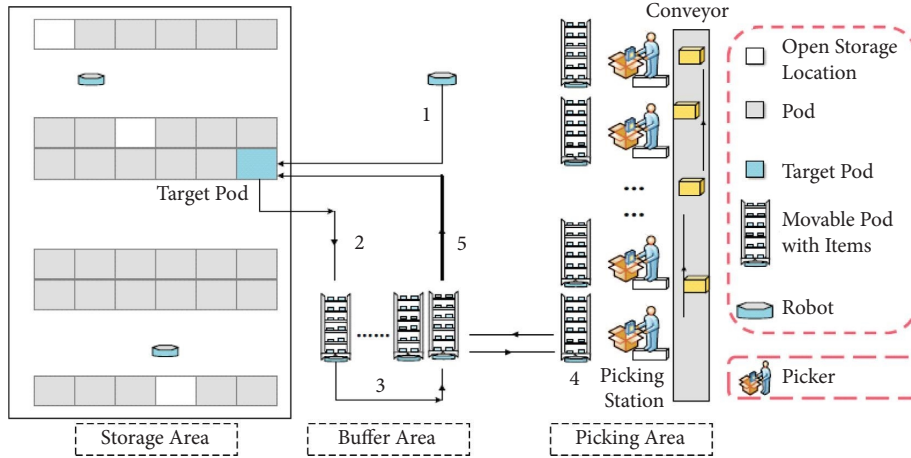 Conveyor
1
Target Pod
2
5
3
4
Picking
Station
Storage Area
Buffer Area
Picking Area
Open Storage
Location
Pod
Target Pod
Movable Pod
with Items
Robot
Picker